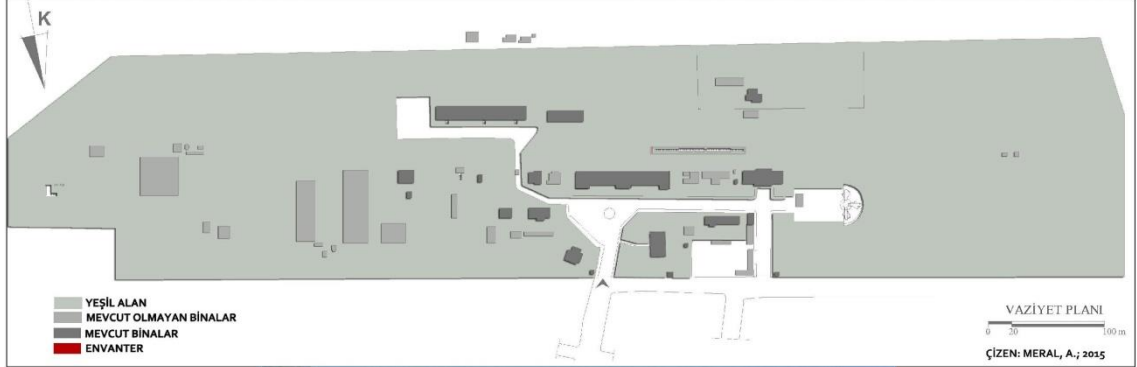 K
YEŞİL ALAN
MEVCUT OLMAYAN BİNALAR
MEVCUT BİNALAR
ENVANTER
VAZİYET PLANI
0 20 100 m
ÇİZEN: MERAL, A.; 2015